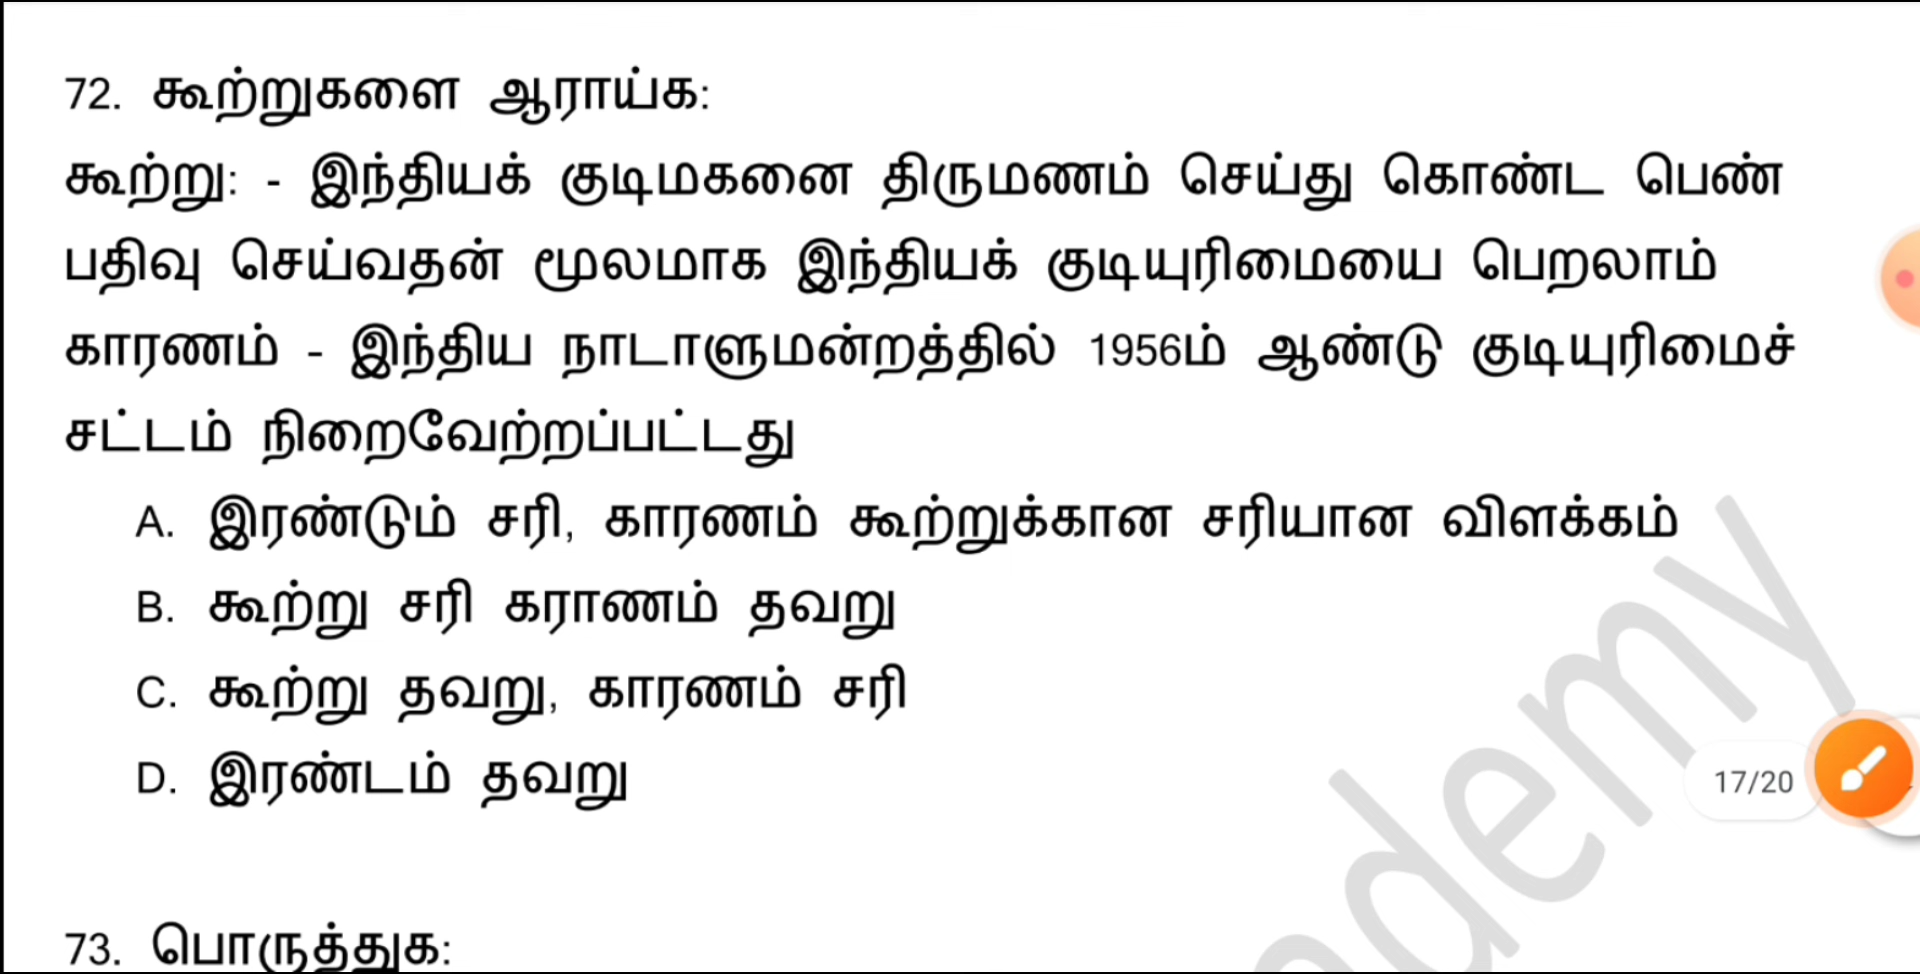 72. கூற்றுகளை ஆராய்க:
கூற்று: - இந்தியக் குடிமகனை திருமணம் செய்து கொண்ட பெண்
பதிவு செய்வதன் மூலமாக இந்தியக் குடியுரிமையை பெறலாம்
காரணம் - இந்திய நாடாளுமன்றத்தில் 1956ம் ஆண்டு குடியுரிமைச்
சட்டம் நிறைவேற்றப்பட்டது
A. இரண்டும் சரி, காரணம் கூற்றுக்கான சரியான விளக்கம்
B. கூற்று சரி கராணம் தவறு
C. கூற்று தவறு, காரணம் சரி
D. இரண்டம் தவறு
17/20
73. பொருத்துக:
ademy